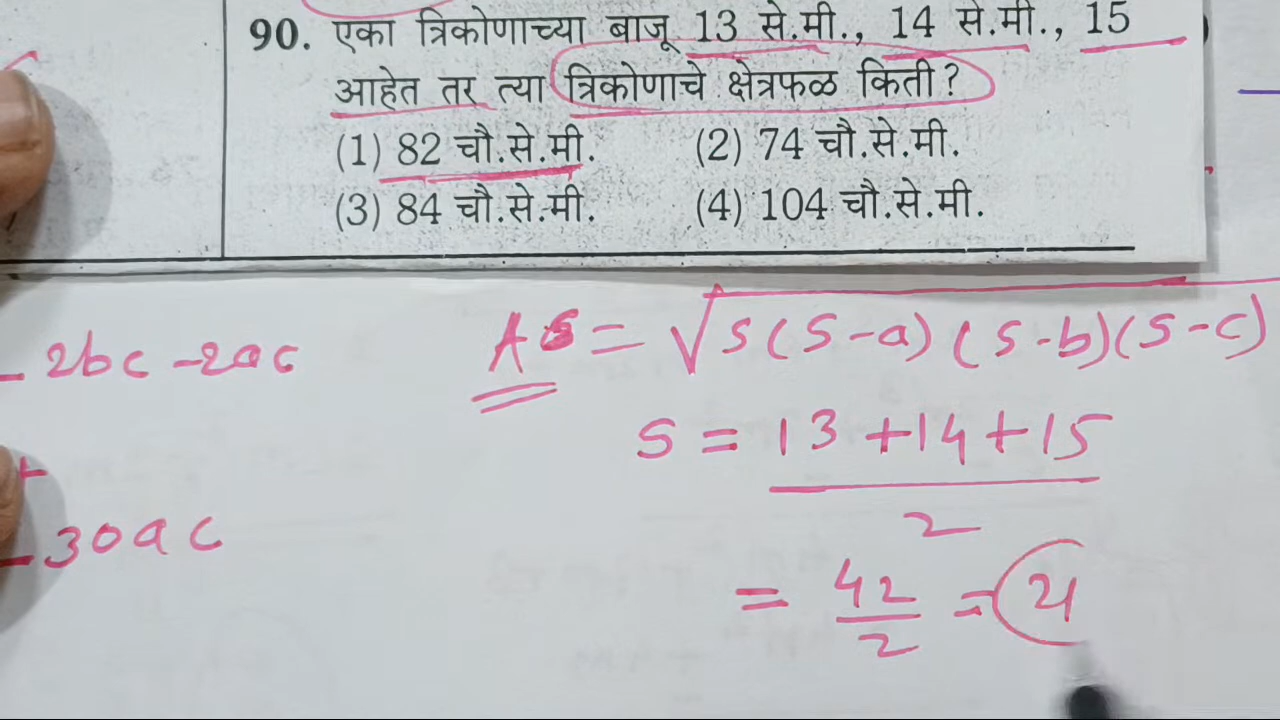 90. एका त्रिकोणाच्या बाजू 13 से.मी., 14 से.मी., 15
आहेत तर त्या त्रिकोणाचे क्षेत्रफळ किती?
(1) 82 चौ.से.मी. (2) 74 चौ.से.मी.
(3) 84 चौ.से.मी. (4) 104 चौ.से.मी.
- 2bc -2ac
A = √s(s-a)(s-b)(s-c)
s = 13+14+15
2
+
-30ac
= 42/2 = 21